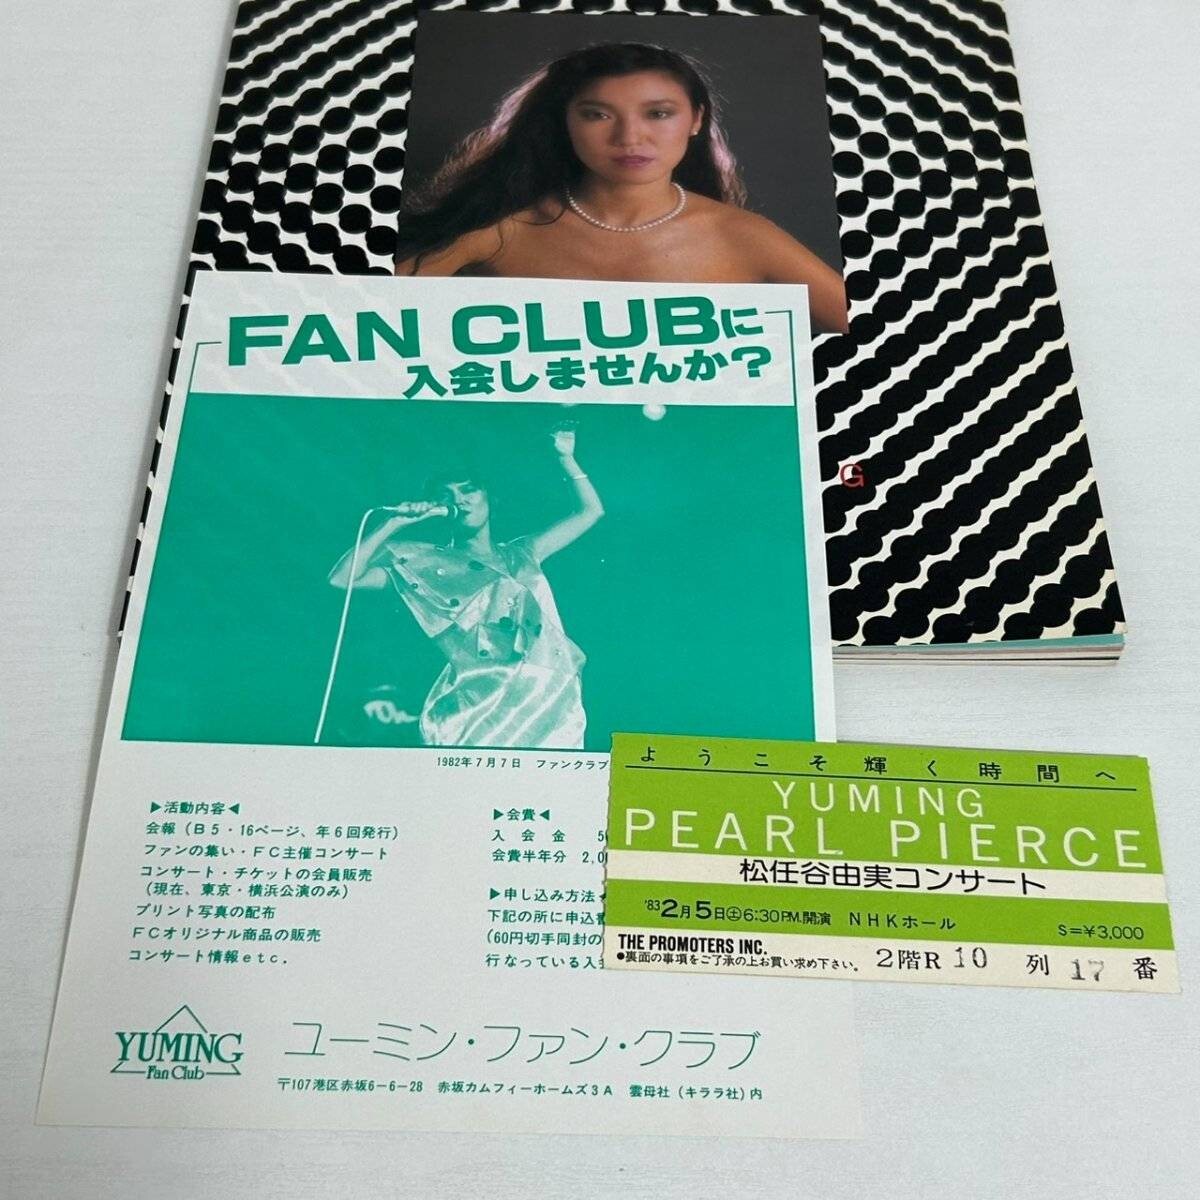 G
FAN CLUBに
入会しませんか?
1982年7月7日 ファンクラブ
▶活動内容◀
会報(B5・16ページ、年6回発行)
ファンの集い・FC主催コンサート
コンサート・チケットの会員販売
(現在、東京・横浜公演のみ)
プリント写真の配布
FCオリジナル商品の販売
コンサート情報etc.
▶会費◀
入会金 5
会費半年分 2,0
▶申し込み方法
下記の所に申込
(60円切手同封の
行なっている入
YUMING
Fan Club
ユーミン・ファン・クラブ
〒107港区赤坂6-6-28 赤坂カムフィーホームズ3A 雲母社(キララ社)内
ようこそ輝く時間へ
YUMING
PEARL PIERCE
松任谷由実コンサート
'83 2月5日㊏6:30P.M.開演 NHKホール
S=¥3,000
THE PROMOTERS INC.
●裏面の事項をご了承の上お買い求め下さい。
2階R 10 列 17 番